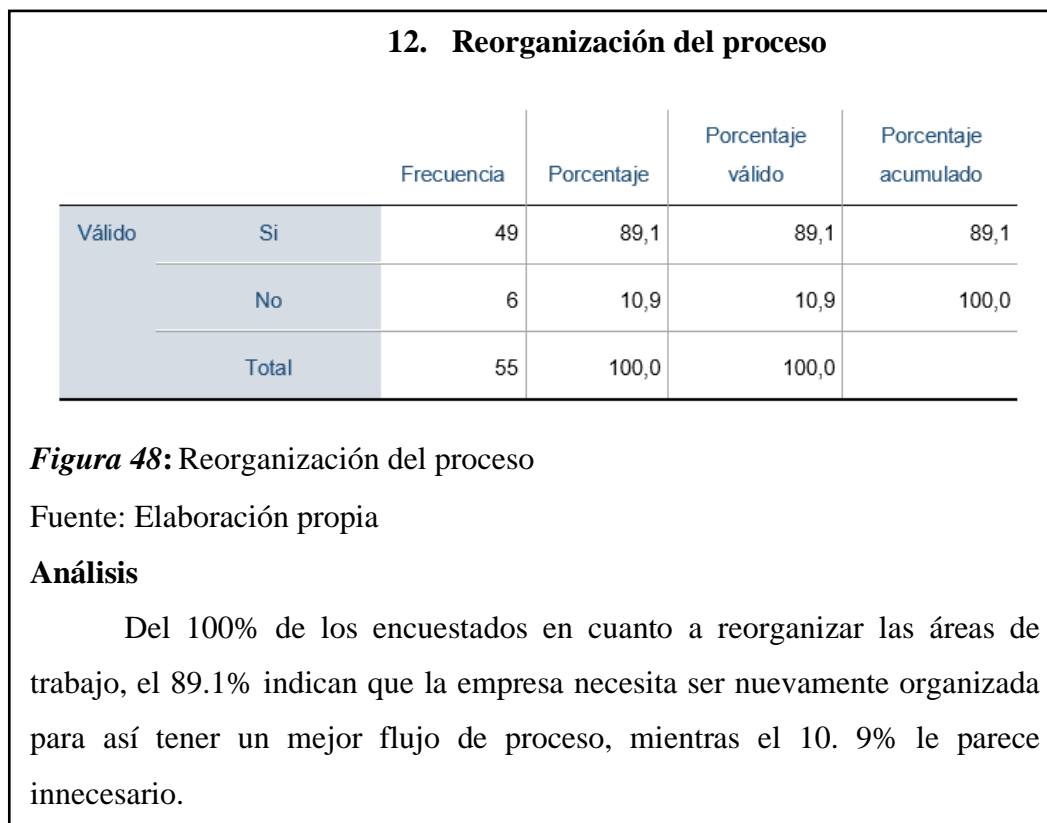 12. Reorganización del proceso
Frecuencia Porcentaje Porcentaje válido Porcentaje acumulado
Válido Si 49 89,1 89,1 89,1
No 6 10,9 10,9 100,0
Total 55 100,0 100,0
Figura 48: Reorganización del proceso
Fuente: Elaboración propia
Análisis
Del 100% de los encuestados en cuanto a reorganizar las áreas de
trabajo, el 89.1% indican que la empresa necesita ser nuevamente organizada
para así tener un mejor flujo de proceso, mientras el 10. 9% le parece
innecesario.